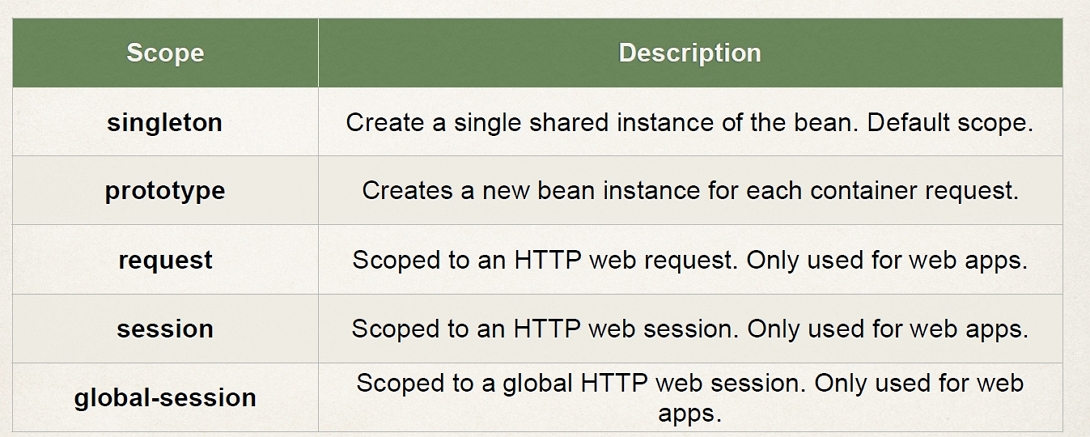 Scope Description
singleton Create a single shared instance of the bean. Default scope.
prototype Creates a new bean instance for each container request.
request Scoped to an HTTP web request. Only used for web apps.
session Scoped to an HTTP web session. Only used for web apps.
global-session Scoped to a global HTTP web session. Only used for web
apps.